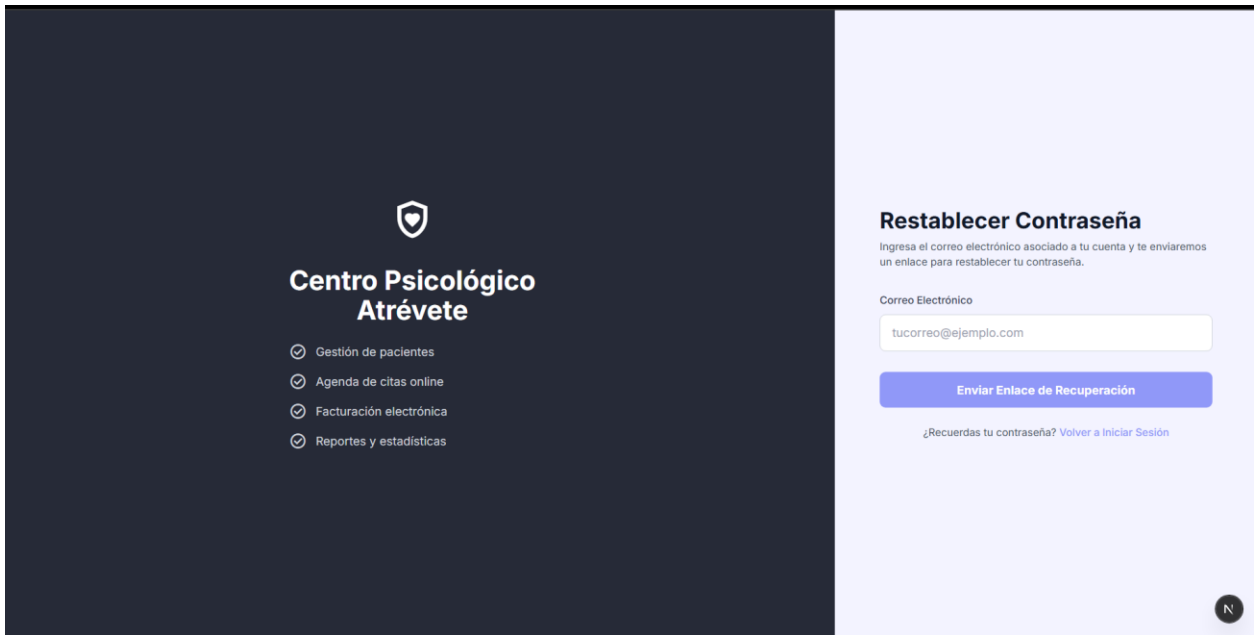 Centro Psicológico
Atrévete
Gestión de pacientes
Agenda de citas online
Facturación electrónica
Reportes y estadísticas
Restablecer Contraseña
Ingresa el correo electrónico asociado a tu cuenta y te enviaremos
un enlace para restablecer tu contraseña.
Correo Electrónico
tucorreo@ejemplo.com
Enviar Enlace de Recuperación
¿Recuerdas tu contraseña? Volver a Iniciar Sesión
N